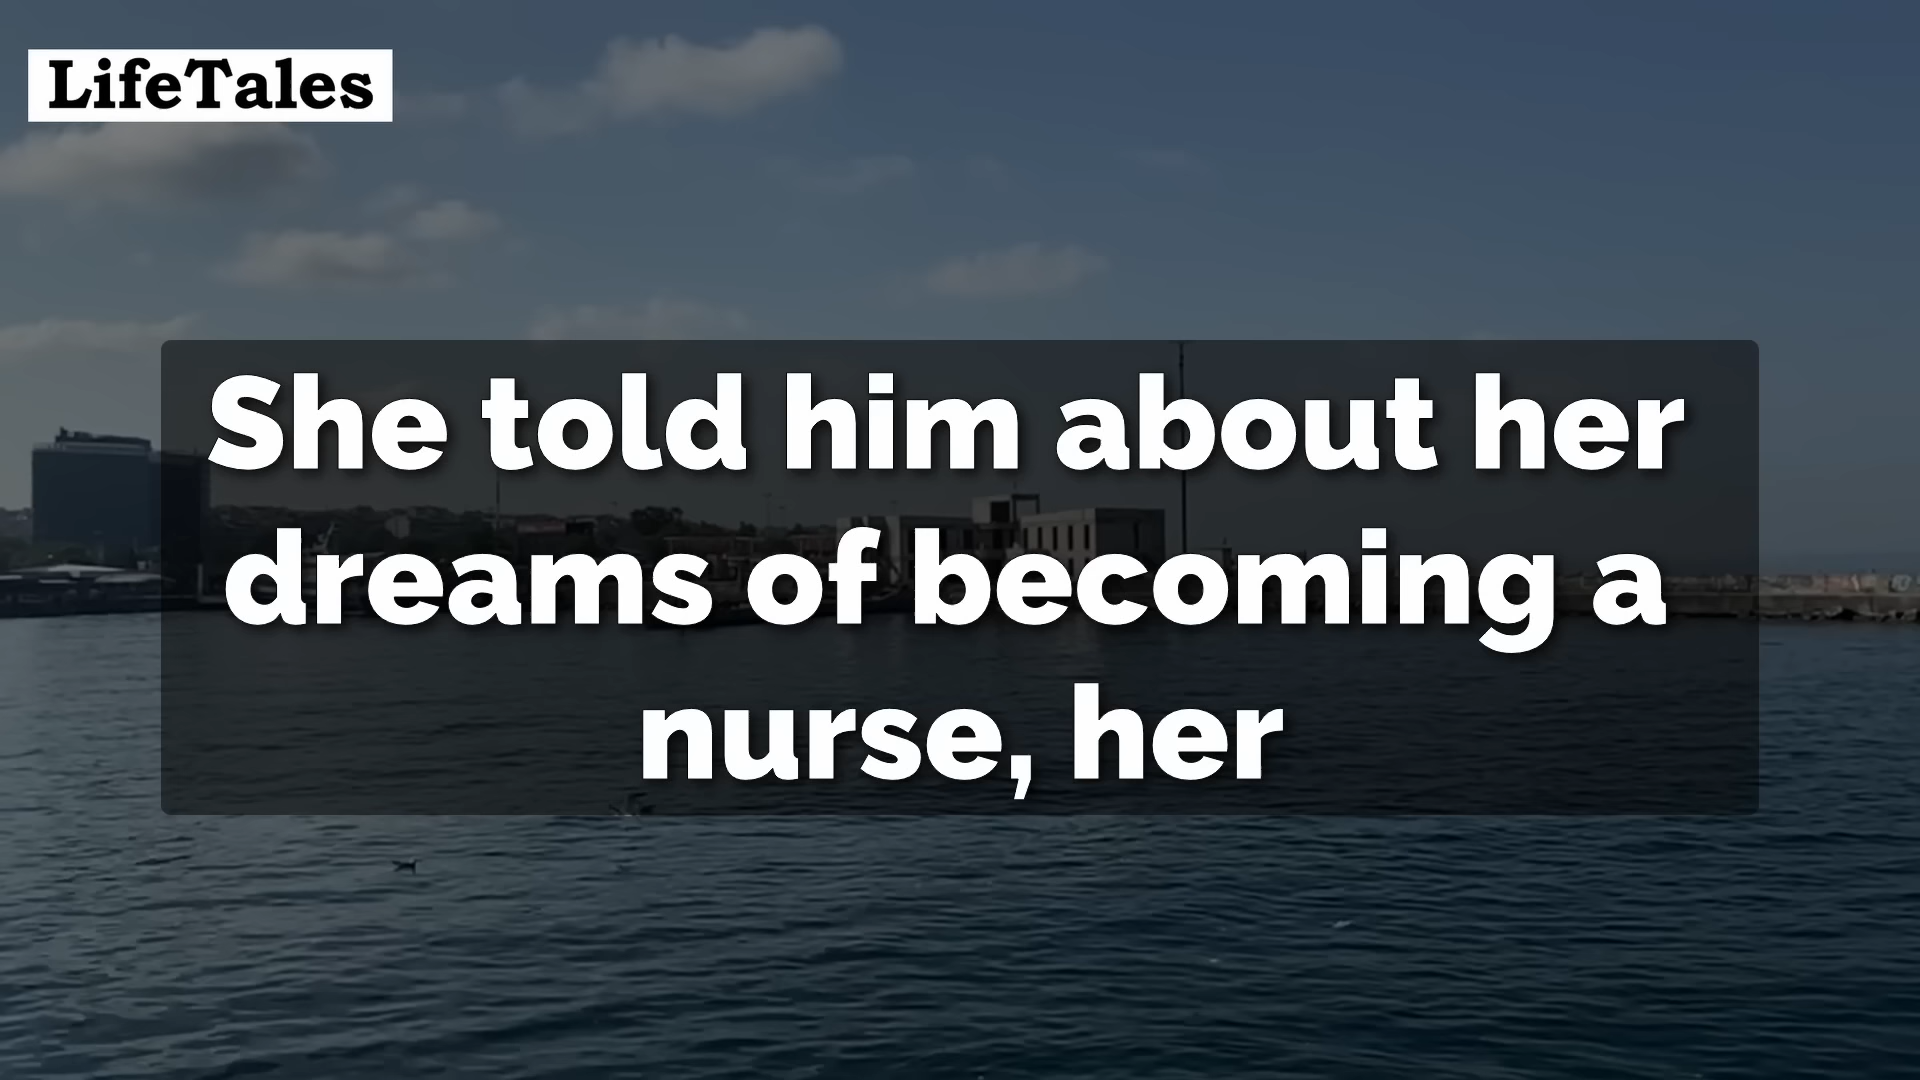 LifeTales
She told him about her
dreams of becoming a
nurse, her